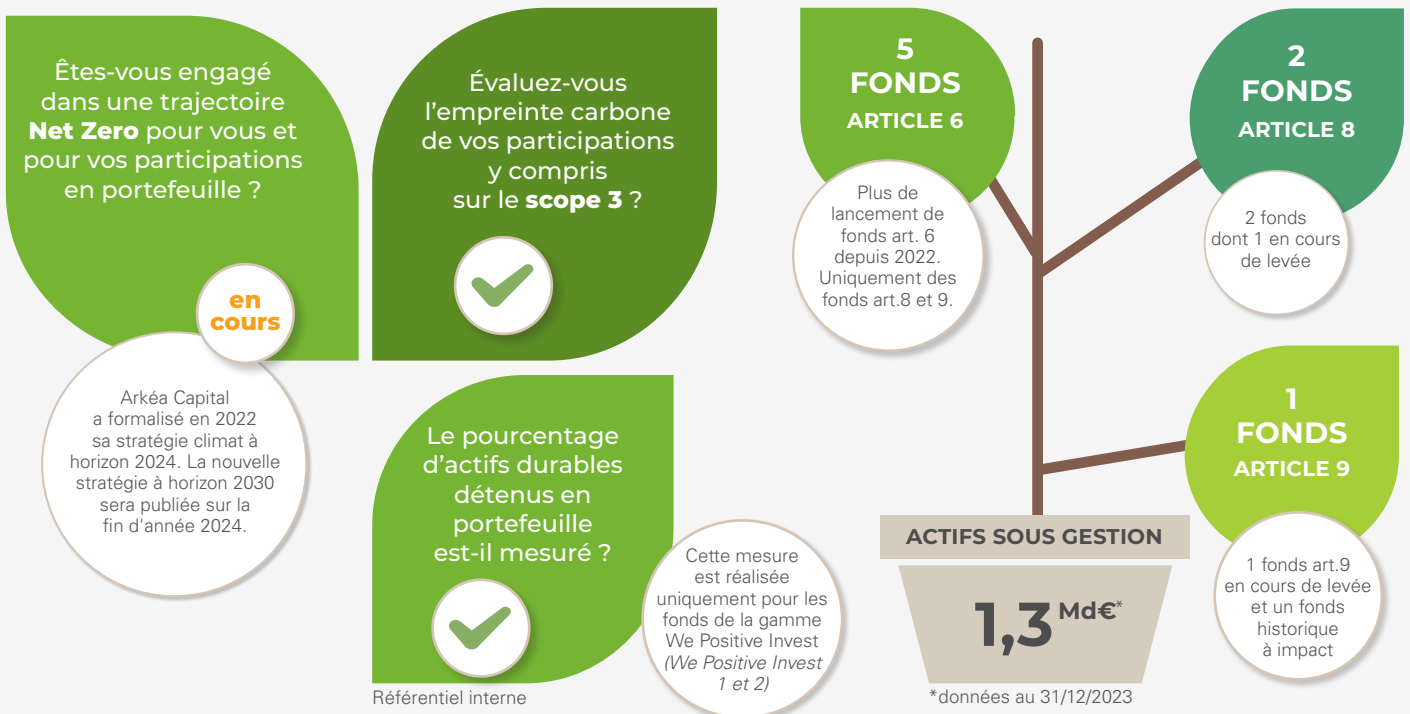 Êtes-vous engagé
dans une trajectoire
Net Zero pour vous et
pour vos participations
en portefeuille ?
en
cours
Arkéa Capital
a formalisé en 2022
sa stratégie climat à
horizon 2024. La nouvelle
stratégie à horizon 2030
sera publiée sur la
fin d'année 2024.
Évaluez-vous
l'empreinte carbone
de vos participations
y compris
sur le scope 3 ?
Le pourcentage
d'actifs durables
détenus en
portefeuille
est-il mesuré ?
Référentiel interne
Cette mesure
est réalisée
uniquement pour les
fonds de la gamme
We Positive Invest
(We Positive Invest
1 et 2)
5
FONDS
ARTICLE 6
Plus de
lancement de
fonds art. 6
depuis 2022.
Uniquement des
fonds art.8 et 9.
2
FONDS
ARTICLE 8
2 fonds
dont 1 en cours
de levée
1
FONDS
ARTICLE 9
1 fonds art.9
en cours de levée
et un fonds
historique
à impact
ACTIFS SOUS GESTION
1,3 Md€*
*données au 31/12/2023